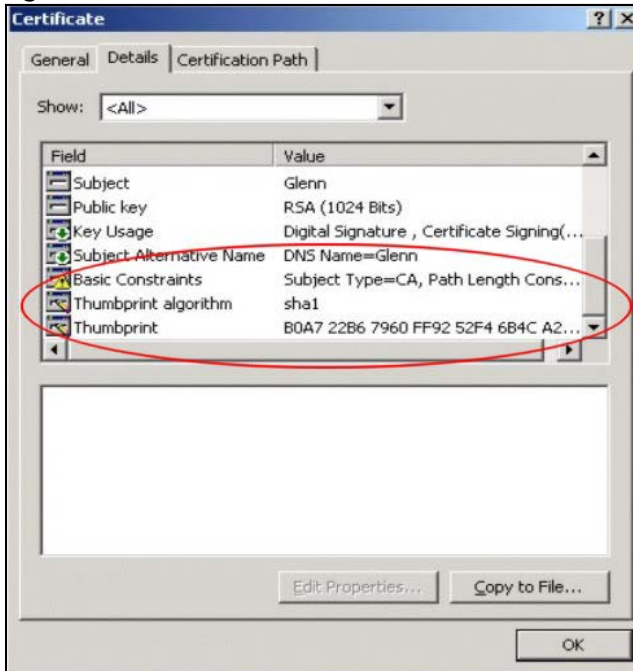 Certificate
General Details Certification Path
Show: <All>
Field Value
Subject Glenn
Public key RSA (1024 Bits)
Key Usage Digital Signature , Certificate Signing(...
Subject Alternative Name DNS Name=Glenn
Basic Constraints Subject Type=CA, Path Length Cons...
Thumbprint algorithm sha1
Thumbprint B0A7 22B6 7960 FF92 52F4 6B4C A2...
Edit Properties... Copy to File...
OK